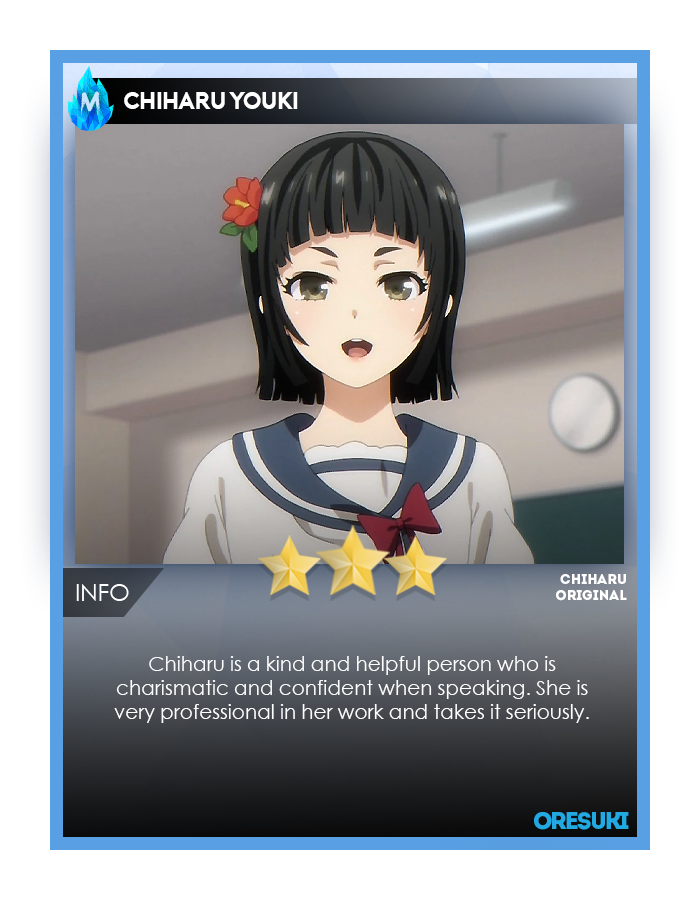 M CHIHARU YOUKI
INFO
CHIHARU
ORIGINAL
Chiharu is a kind and helpful person who is
charismatic and confident when speaking. She is
very professional in her work and takes it seriously.
ORESUKI